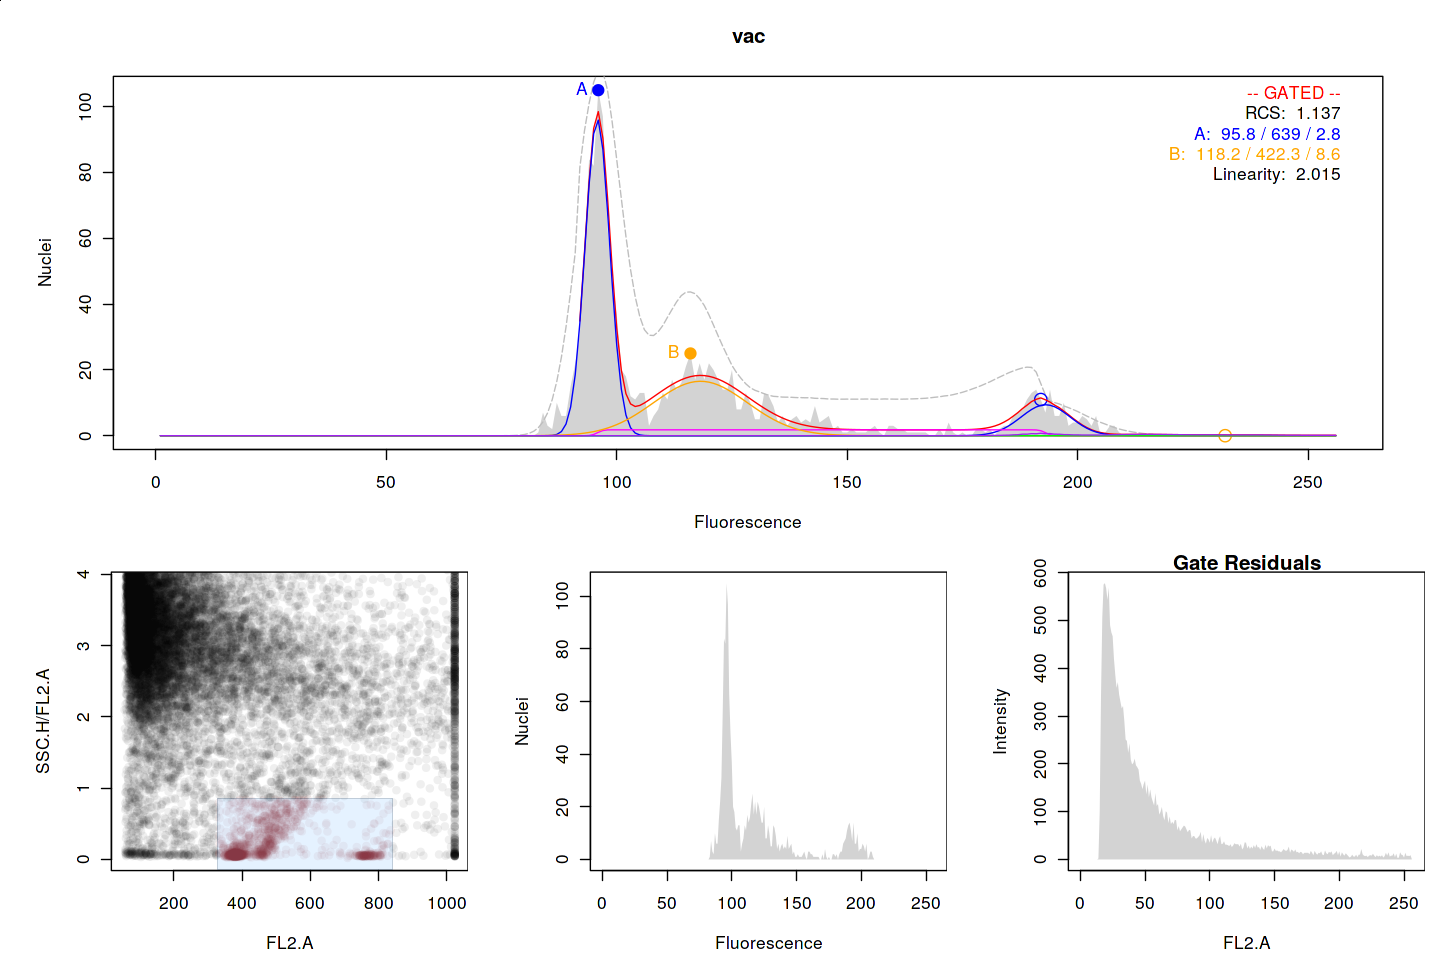 vac
-- GATED --
RCS: 1.137
A: 95.8 / 639 / 2.8
B: 118.2 / 422.3 / 8.6
Linearity: 2.015
A
B
Nuclei
0 20 40 60 80 100
0 50 100 150 200 250
Fluorescence
SSC.H/FL2.A
0 1 2 3 4
200 400 600 800 1000
FL2.A
Nuclei
0 20 40 60 80 100
0 50 100 150 200 250
Fluorescence
Gate Residuals
Intensity
0 100 200 300 400 500 600
0 50 100 150 200 250
FL2.A